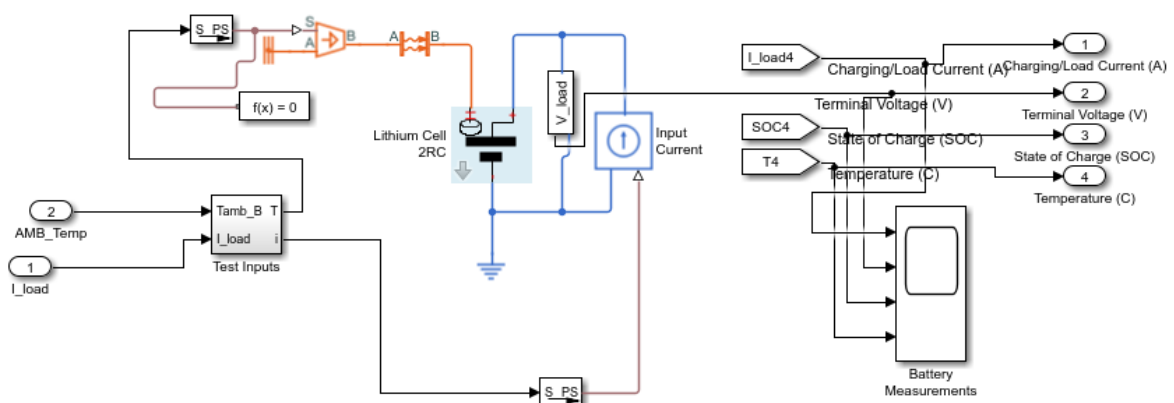 S PS
S
A
B
A
B
f(x) = 0
Lithium Cell
2RC
V_load
Input
Current
2
AMB_Temp
1
I_load
Tamb_B T
I_load i
Test Inputs
S PS
I_load4
Charging/Load Current (A)
1
Charging/Load Current (A)
Terminal Voltage (V)
2
Terminal Voltage (V)
SOC4
State of Charge (SOC)
3
State of Charge (SOC)
T4
Temperature (C)
4
Temperature (C)
Battery
Measurements